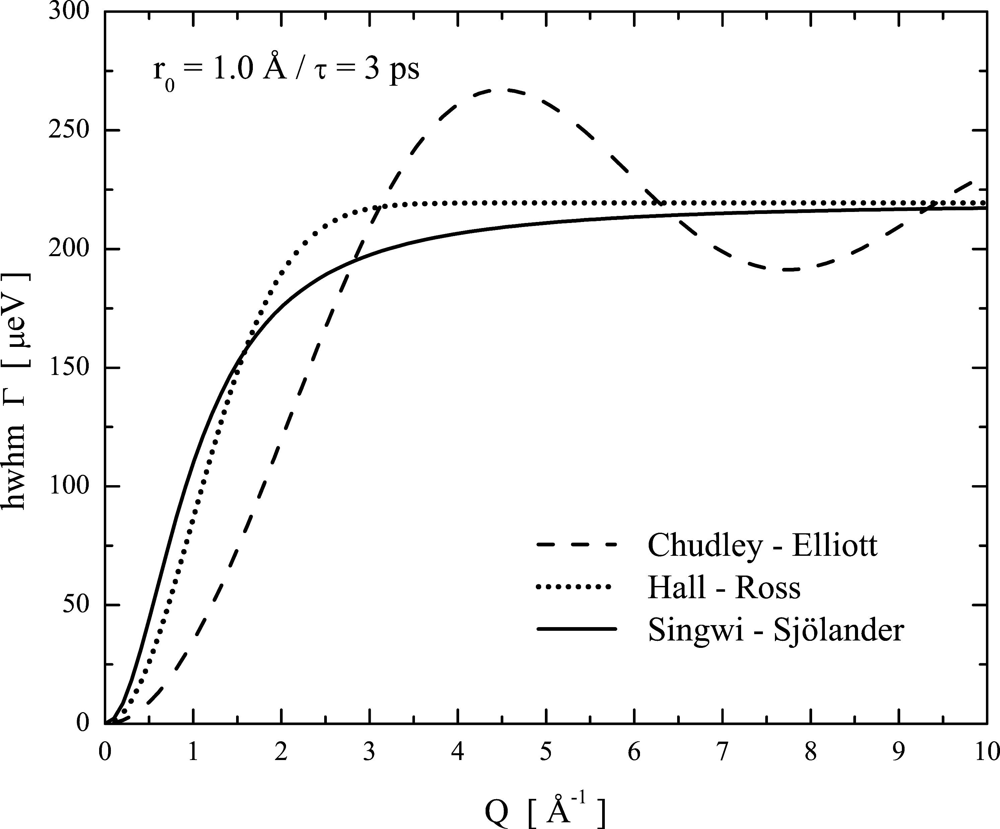 r0 = 1.0 Å / τ = 3 ps
300
250
200
150
100
50
0
hwhm Γ [ μeV ]
Chudley - Elliott
Hall - Ross
Singwi - Sjölander
0 1 2 3 4 5 6 7 8 9 10
Q [ Å-1 ]